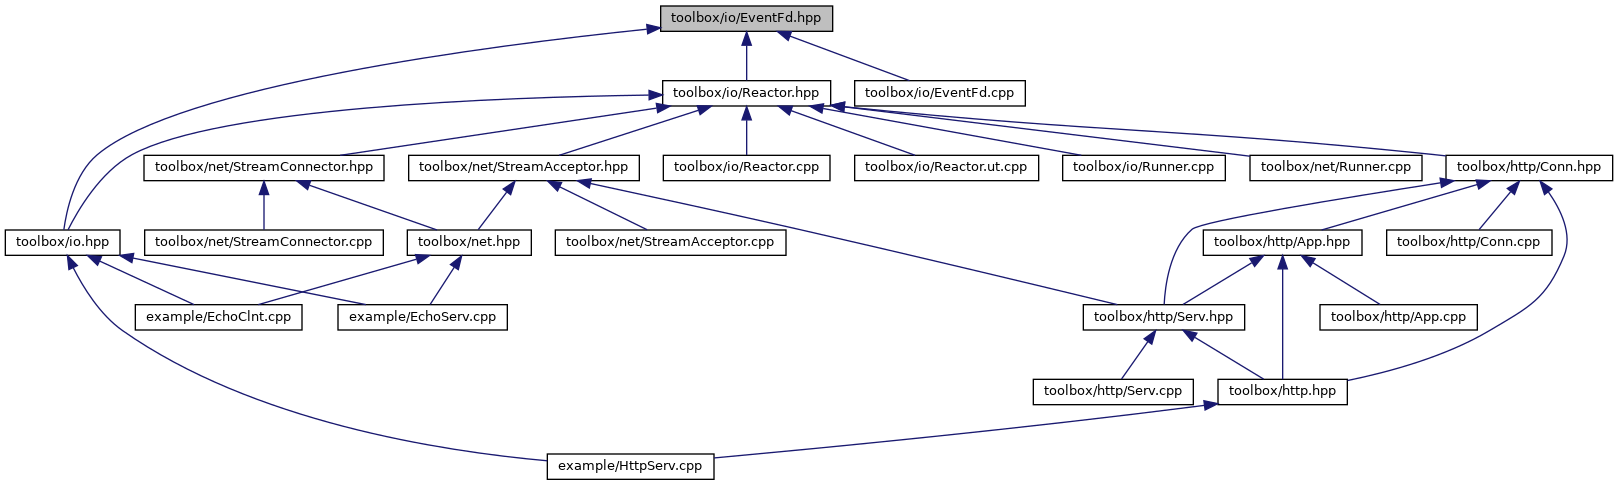 toolbox/io/EventFd.hpp
toolbox/io/Reactor.hpp
toolbox/io/EventFd.cpp
toolbox/net/StreamConnector.hpp
toolbox/net/StreamAcceptor.hpp
toolbox/io/Reactor.cpp
toolbox/io/Reactor.ut.cpp
toolbox/io/Runner.cpp
toolbox/net/Runner.cpp
toolbox/http/Conn.hpp
toolbox/io.hpp
toolbox/net/StreamConnector.cpp
toolbox/net.hpp
toolbox/net/StreamAcceptor.cpp
toolbox/http/App.hpp
toolbox/http/Conn.cpp
example/EchoClnt.cpp
example/EchoServ.cpp
toolbox/http/Serv.hpp
toolbox/http/App.cpp
toolbox/http/Serv.cpp
toolbox/http.hpp
example/HttpServ.cpp